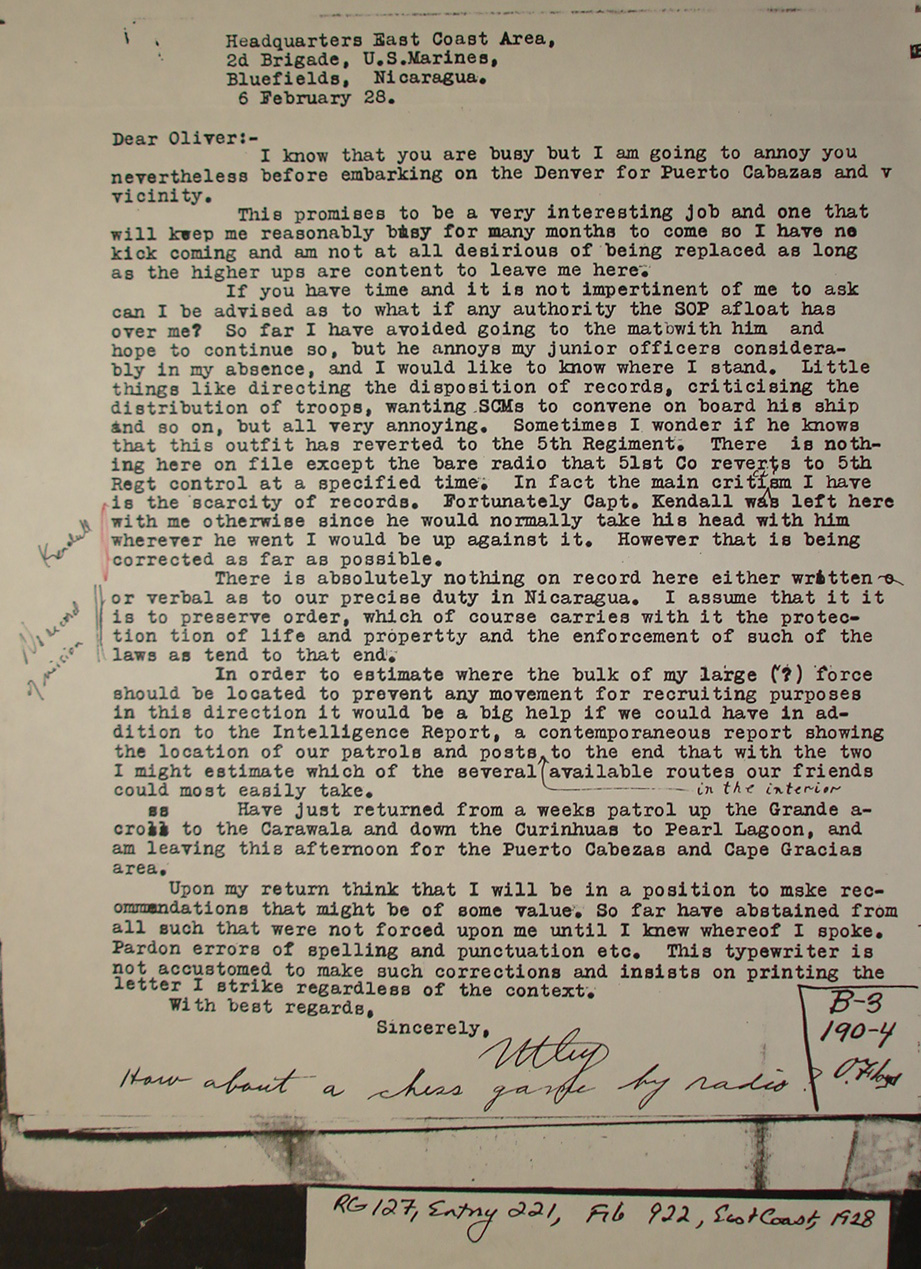 Headquarters East Coast Area,
2d Brigade, U.S.Marines,
Bluefields, Nicaragua.
6 February 28.
Dear Oliver:-
I know that you are busy but I am going to annoy you
nevertheless before embarking on the Denver for Puerto Cabazas and v
vicinity.
This promises to be a very interesting job and one that
will keep me reasonably busy for many months to come so I have no
kick coming and am not at all desirious of being replaced as long
as the higher ups are content to leave me here.
If you have time and it is not impertinent of me to ask
can I be advised as to what if any authority the SOP afloat has
over me? So far I have avoided going to the mat with him and
hope to continue so, but he annoys my junior officers considera-
bly in my absence, and I would like to know where I stand. Little
things like directing the disposition of records, criticising the
distribution of troops, wanting SCMs to convene on board his ship
and so on, but all very annoying. Sometimes I wonder if he knows
that this outfit has reverted to the 5th Regiment. There is noth-
ing here on file except the bare radio that 51st Co reverts to 5th
Regt control at a specified time. In fact the main critiism I have
is the scarcity of records. Fortunately Capt. Kendall was left here
with me otherwise since he would normally take his head with him
wherever he went I would be up against it. However that is being
corrected as far as possible.
Kendall
There is absolutely nothing on record here either written o
or verbal as to our precise duty in Nicaragua. I assume that it it
is to preserve order, which of course carries with it the protec-
tion tion of life and propertty and the enforcement of such of the
laws as tend to that end.
In order to estimate where the bulk of my large (?) force
should be located to prevent any movement for recruiting purposes
in this direction it would be a big help if we could have in ad-
dition to the Intelligence Report, a contemporaneous report showing
the location of our patrols and posts to the end that with the two
I might estimate which of the several available routes our friends
in the interior
could most easily take.
ss Have just returned from a weeks patrol up the Grande a-
cro to the Carawala and down the Curinhuas to Pearl Lagoon, and
am leaving this afternoon for the Puerto Cabezas and Cape Gracias
area.
Upon my return think that I will be in a position to mske rec-
ommendations that might be of some value. So far have abstained from
all such that were not forced upon me until I knew whereof I spoke.
Pardon errors of spelling and punctuation etc. This typewriter is
not accustomed to make such corrections and insists on printing the
letter I strike regardless of the context.
With best regards,
Sincerely,
Utley
How about a chess game by radio?
B-3
190-4
O. Floyd
RG 127, Entry 221, File 922, East Coast, 1928